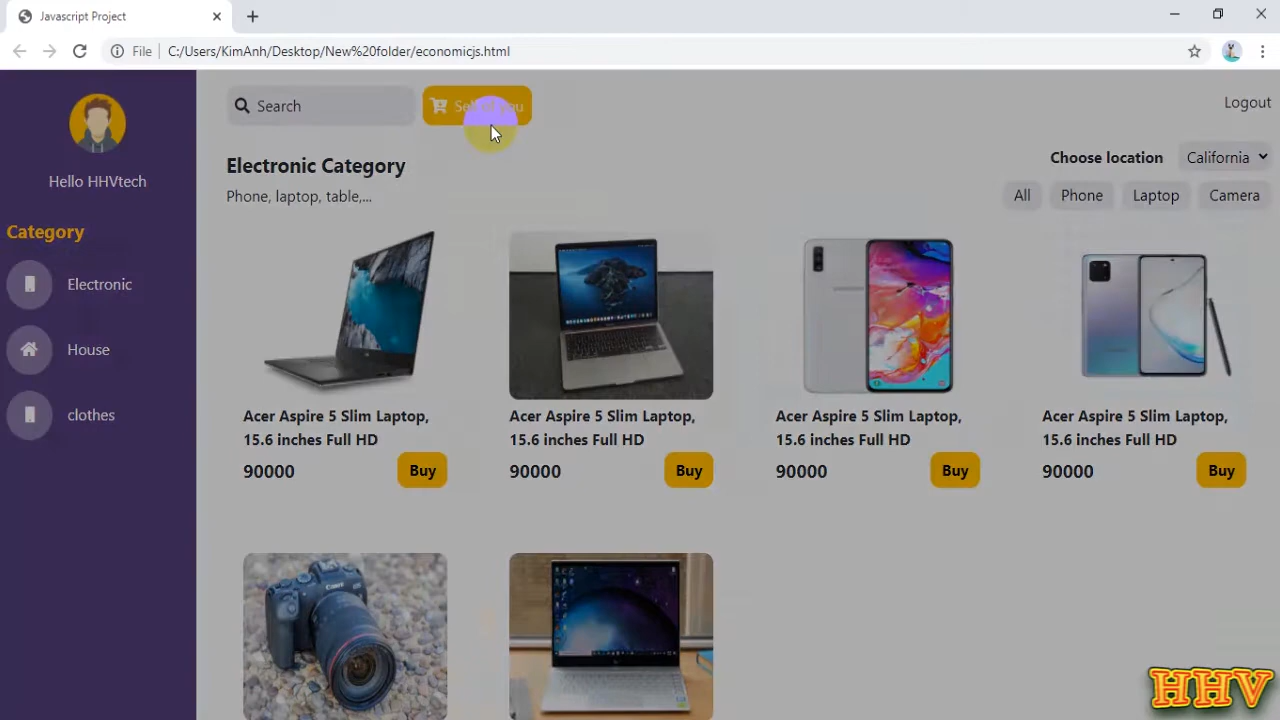 Javascript Project
File
C:/Users/KimAnh/Desktop/New%20folder/economicjs.html
Hello HHVtech
Category
Electronic
House
clothes
Search
Logout
Electronic Category
Phone, laptop, table,...
Choose location
California
All
Phone
Laptop
Camera
Acer Aspire 5 Slim Laptop,
15.6 inches Full HD
90000
Buy
Acer Aspire 5 Slim Laptop,
15.6 inches Full HD
90000
Buy
Acer Aspire 5 Slim Laptop,
15.6 inches Full HD
90000
Buy
Acer Aspire 5 Slim Laptop,
15.6 inches Full HD
90000
Buy
Canon
HHV